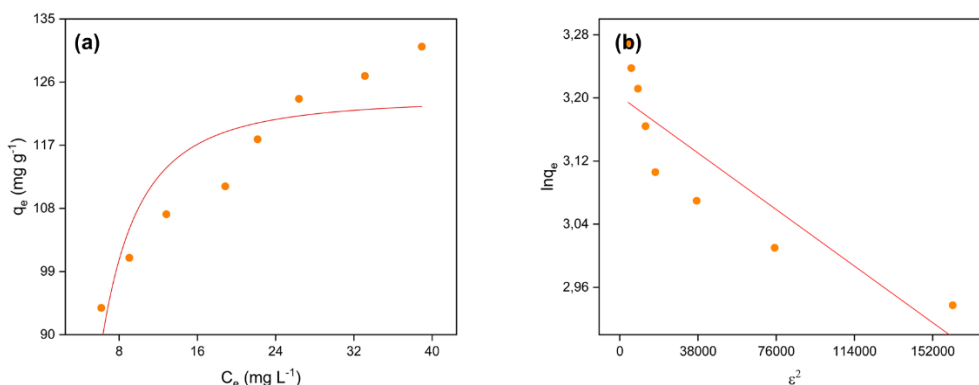 (a)
135
126
117
108
99
90
qₑ (mg g⁻¹)
8 16 24 32 40
Cₑ (mg L⁻¹)
(b)
3,28
3,20
3,12
3,04
2,96
lnqₑ
0 38000 76000 114000 152000
ε²